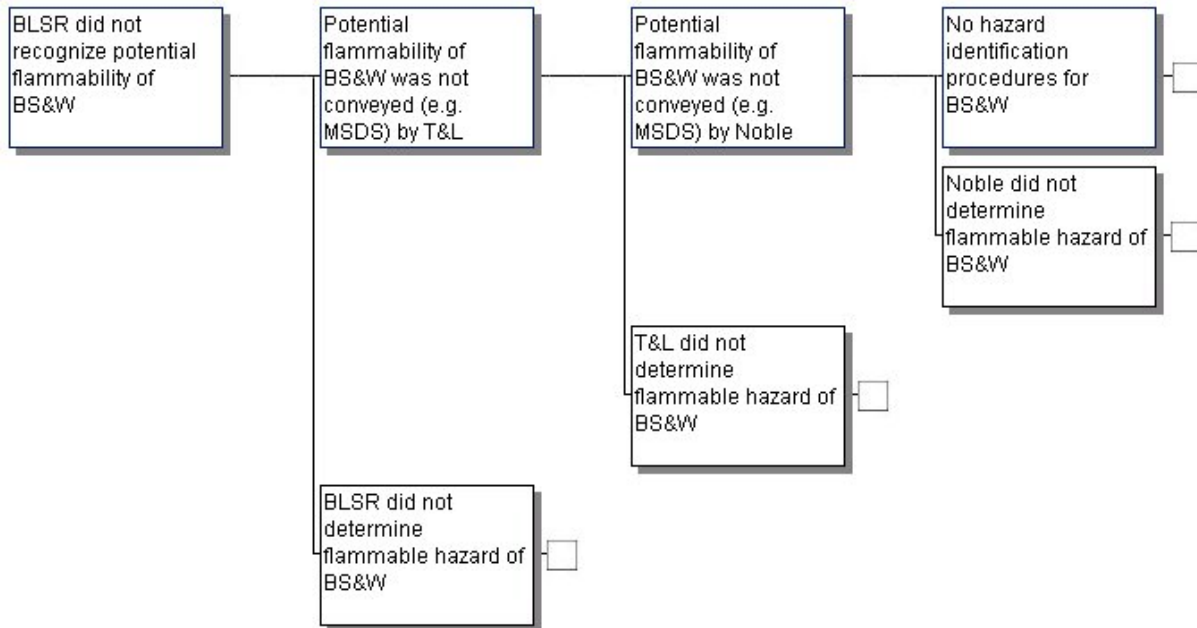 BLSR did not
recognize potential
flammability of
BS&W
Potential
flammability of
BS&W was not
conveyed (e.g.
MSDS) by T&L
Potential
flammability of
BS&W was not
conveyed (e.g.
MSDS) by Noble
No hazard
identification
procedures for
BS&W
Noble did not
determine
flammable hazard of
BS&W
T&L did not
determine
flammable hazard of
BS&W
BLSR did not
determine
flammable hazard of
BS&W